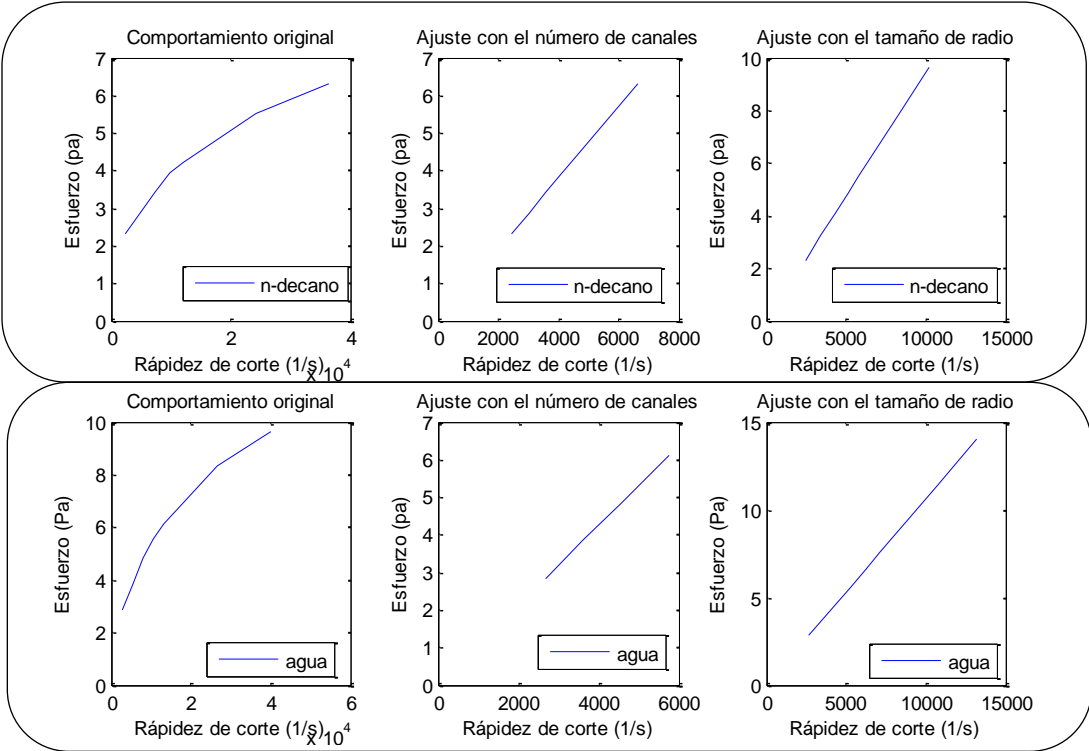 Comportamiento original
Esfuerzo (pa)
7
6
5
4
3
2
1
0
0 2 4
Rápidez de corte (1/s)
x 10^4
n-decano
Ajuste con el número de canales
Esfuerzo (pa)
7
6
5
4
3
2
1
0
0 2000 4000 6000 8000
Rápidez de corte (1/s)
n-decano
Ajuste con el tamaño de radio
Esfuerzo (pa)
10
8
6
4
2
0
0 5000 10000 15000
Rápidez de corte (1/s)
n-decano
Comportamiento original
Esfuerzo (Pa)
10
8
6
4
2
0
0 2 4 6
Rápidez de corte (1/s)
x 10^4
agua
Ajuste con el número de canales
Esfuerzo (pa)
7
6
5
4
3
2
1
0
0 2000 4000 6000
Rápidez de corte (1/s)
agua
Ajuste con el tamaño de radio
Esfuerzo (Pa)
15
10
5
0
0 5000 10000 15000
Rápidez de corte (1/s)
agua